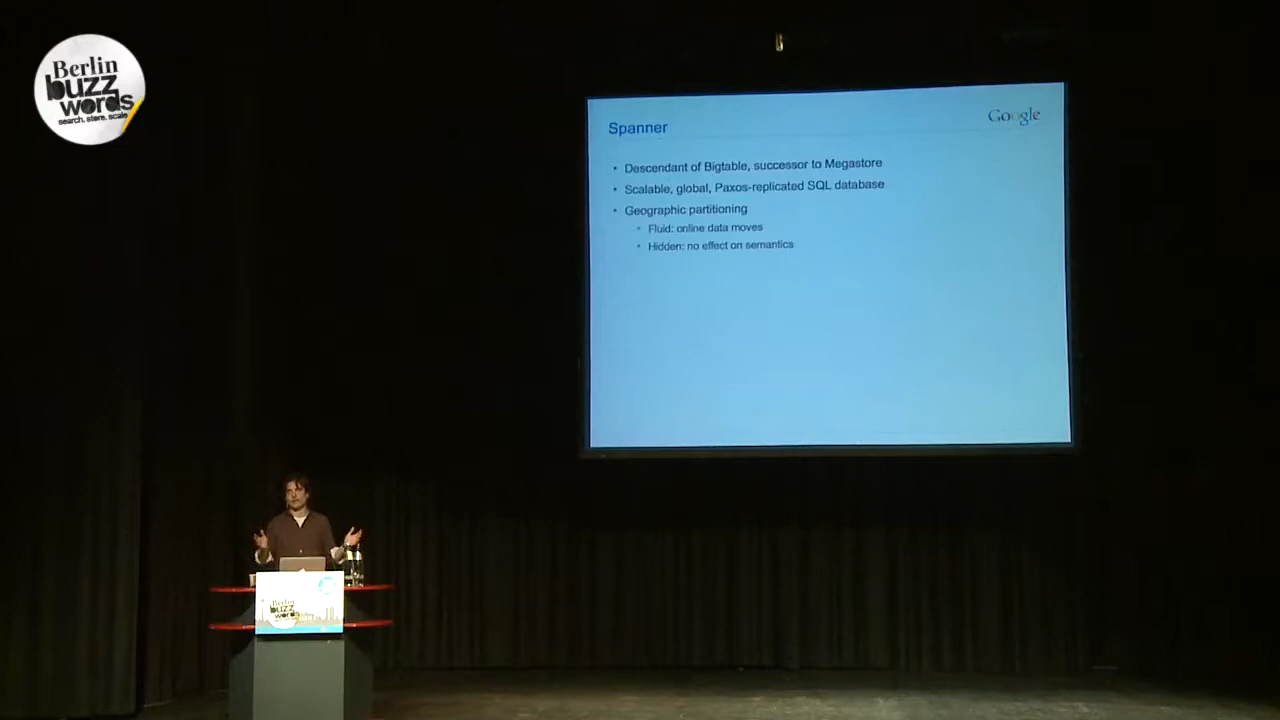 Berlin
buzz
words
search. store. scale
Google
Spanner
• Descendant of Bigtable, successor to Megastore
• Scalable, global, Paxos-replicated SQL database
• Geographic partitioning
• Fluid: online data moves
• Hidden: no effect on semantics
Berlin
buzz
words